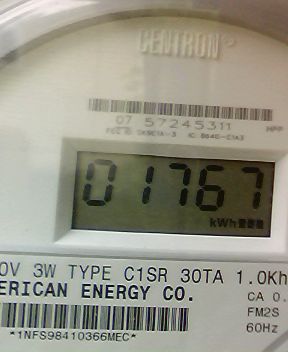 CENTRON®
07 57245311
HPP
01767
kWh
0V 3W TYPE C1SR 30TA 1.0Kh
ERICAN ENERGY CO.
CA 0.
FM2S
60Hz
*1NFS98410366MEC*